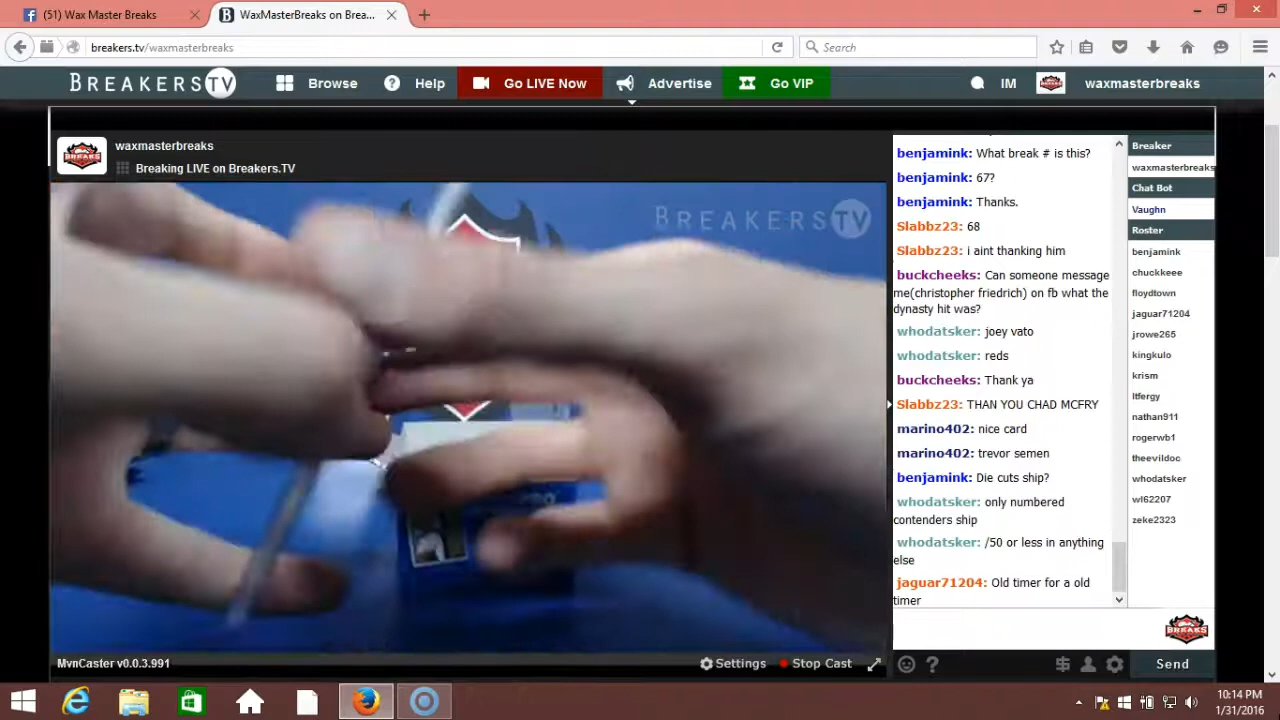 (51) Wax Master Breaks
WaxMasterBreaks on Brea...
breakers.tv/waxmasterbreaks
Search
BREAKERSTV
Browse
Help
Go LIVE Now
Advertise
Go VIP
IM
waxmasterbreaks
waxmasterbreaks
Breaking LIVE on Breakers.TV
BREAKERSTV
benjamink: What break # is this?
benjamink: 67?
benjamink: Thanks.
Slabbz23: 68
Slabbz23: i aint thanking him
buckcheeks: Can someone message
me(christopher friedrich) on fb what the
dynasty hit was?
whodatsker: joey vato
whodatsker: reds
buckcheeks: Thank ya
Slabbz23: THAN YOU CHAD MCFRY
marino402: nice card
marino402: trevor semen
benjamink: Die cuts ship?
whodatsker: only numbered
contenders ship
whodatsker: /50 or less in anything
else
jaguar71204: Old timer for a old
timer
Breaker
waxmasterbreaks
Chat Bot
Vaughn
Roster
benjamink
chuckkeee
floydtown
jaguar71204
jrowe265
kingkulo
krism
ltfergy
nathan911
rogerwb1
theevildoc
whodatsker
wl62207
zeke2323
BREAKS
MvnCaster v0.0.3.991
Settings
Stop Cast
Send
10:14 PM
1/31/2016